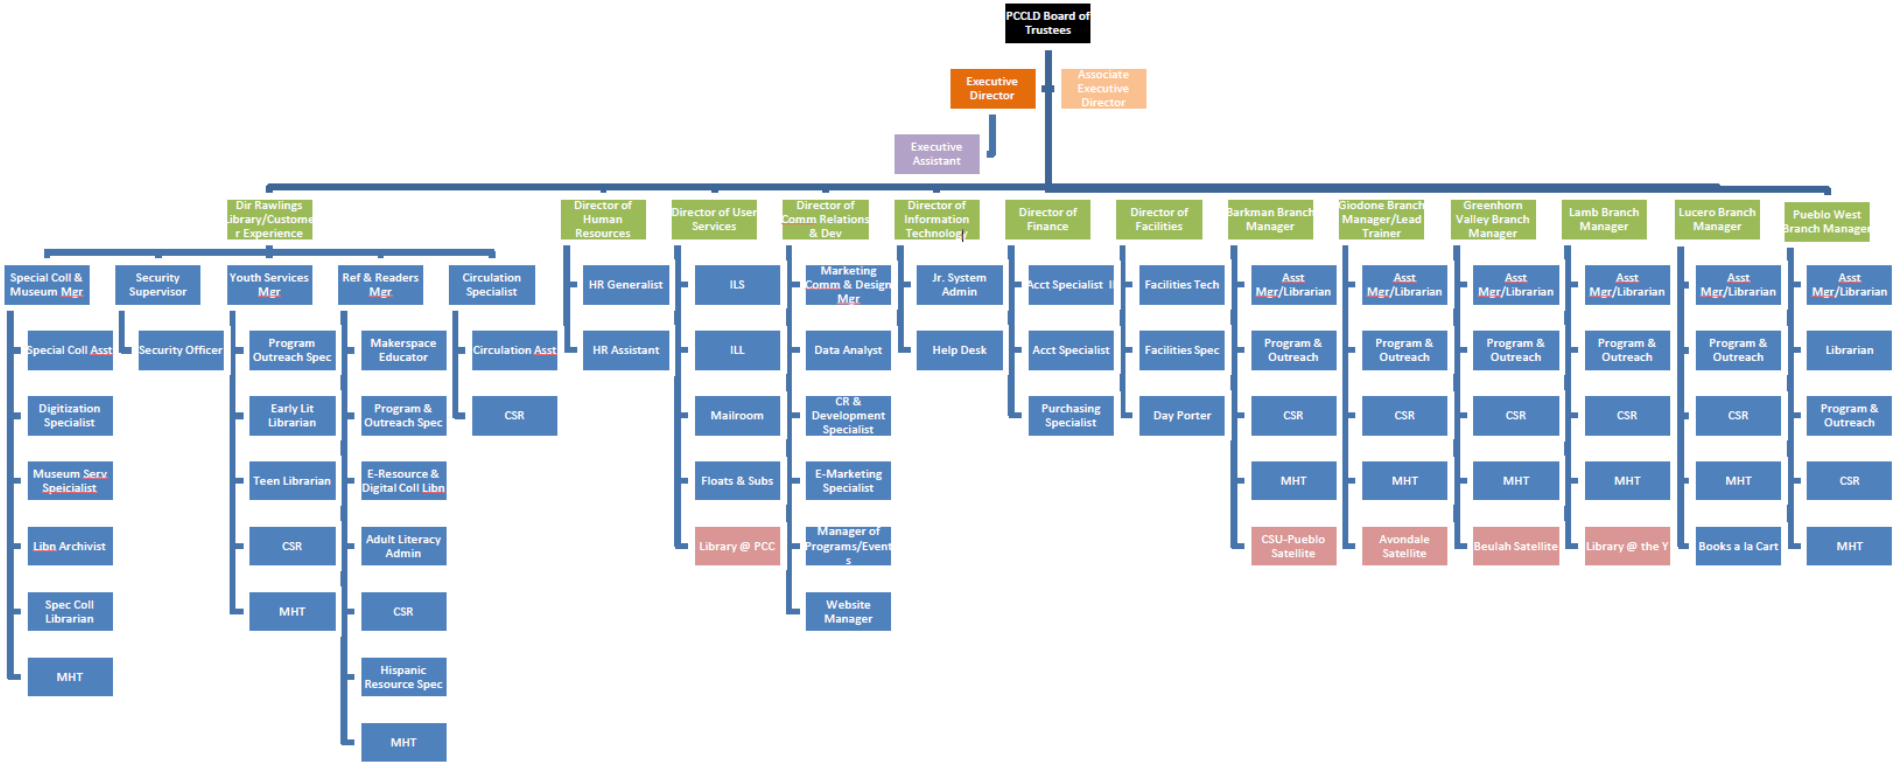 PCCLD Board of
Trustees
Executive
Director
Associate
Executive
Director
Executive
Assistant
Dir Rawlings
Library/Custome
r Experience
Director of
Human
Resources
Director of User
Services
Director of
Comm Relations
& Dev
Director of
Information
Technology
Director of
Finance
Director of
Facilities
Barkman Branch
Manager
Giodone Branch
Manager/Lead
Trainer
Greenhorn
Valley Branch
Manager
Lamb Branch
Manager
Lucero Branch
Manager
Pueblo West
Branch Manager
Special Coll &
Museum Mgr
Security
Supervisor
Youth Services
Mgr
Ref & Readers
Mgr
Circulation
Specialist
HR Generalist
ILS
Marketing
Comm & Design
Mgr
Jr. System
Admin
Acct Specialist II
Facilities Tech
Asst
Mgr/Librarian
Asst
Mgr/Librarian
Asst
Mgr/Librarian
Asst
Mgr/Librarian
Asst
Mgr/Librarian
Asst
Mgr/Librarian
Special Coll Asst
Security Officer
Program
Outreach Spec
Makerspace
Educator
Circulation Asst
HR Assistant
ILL
Data Analyst
Help Desk
Acct Specialist
Facilities Spec
Program &
Outreach
Program &
Outreach
Program &
Outreach
Program &
Outreach
Program &
Outreach
Librarian
Digitization
Specialist
Early Lit
Librarian
Program &
Outreach Spec
CSR
Mailroom
CR &
Development
Specialist
Purchasing
Specialist
Day Porter
CSR
CSR
CSR
CSR
CSR
Program &
Outreach
Museum Serv
Speicialist
Teen Librarian
E-Resource &
Digital Coll Libn
Floats & Subs
E-Marketing
Specialist
MHT
MHT
MHT
MHT
MHT
CSR
Libn Archivist
CSR
Adult Literacy
Admin
Library @ PCC
Manager of
Programs/Event
s
CSU-Pueblo
Satellite
Avondale
Satellite
Beulah Satellite
Library @ the Y
Books a la Cart
MHT
Spec Coll
Librarian
MHT
CSR
Website
Manager
MHT
Hispanic
Resource Spec
MHT